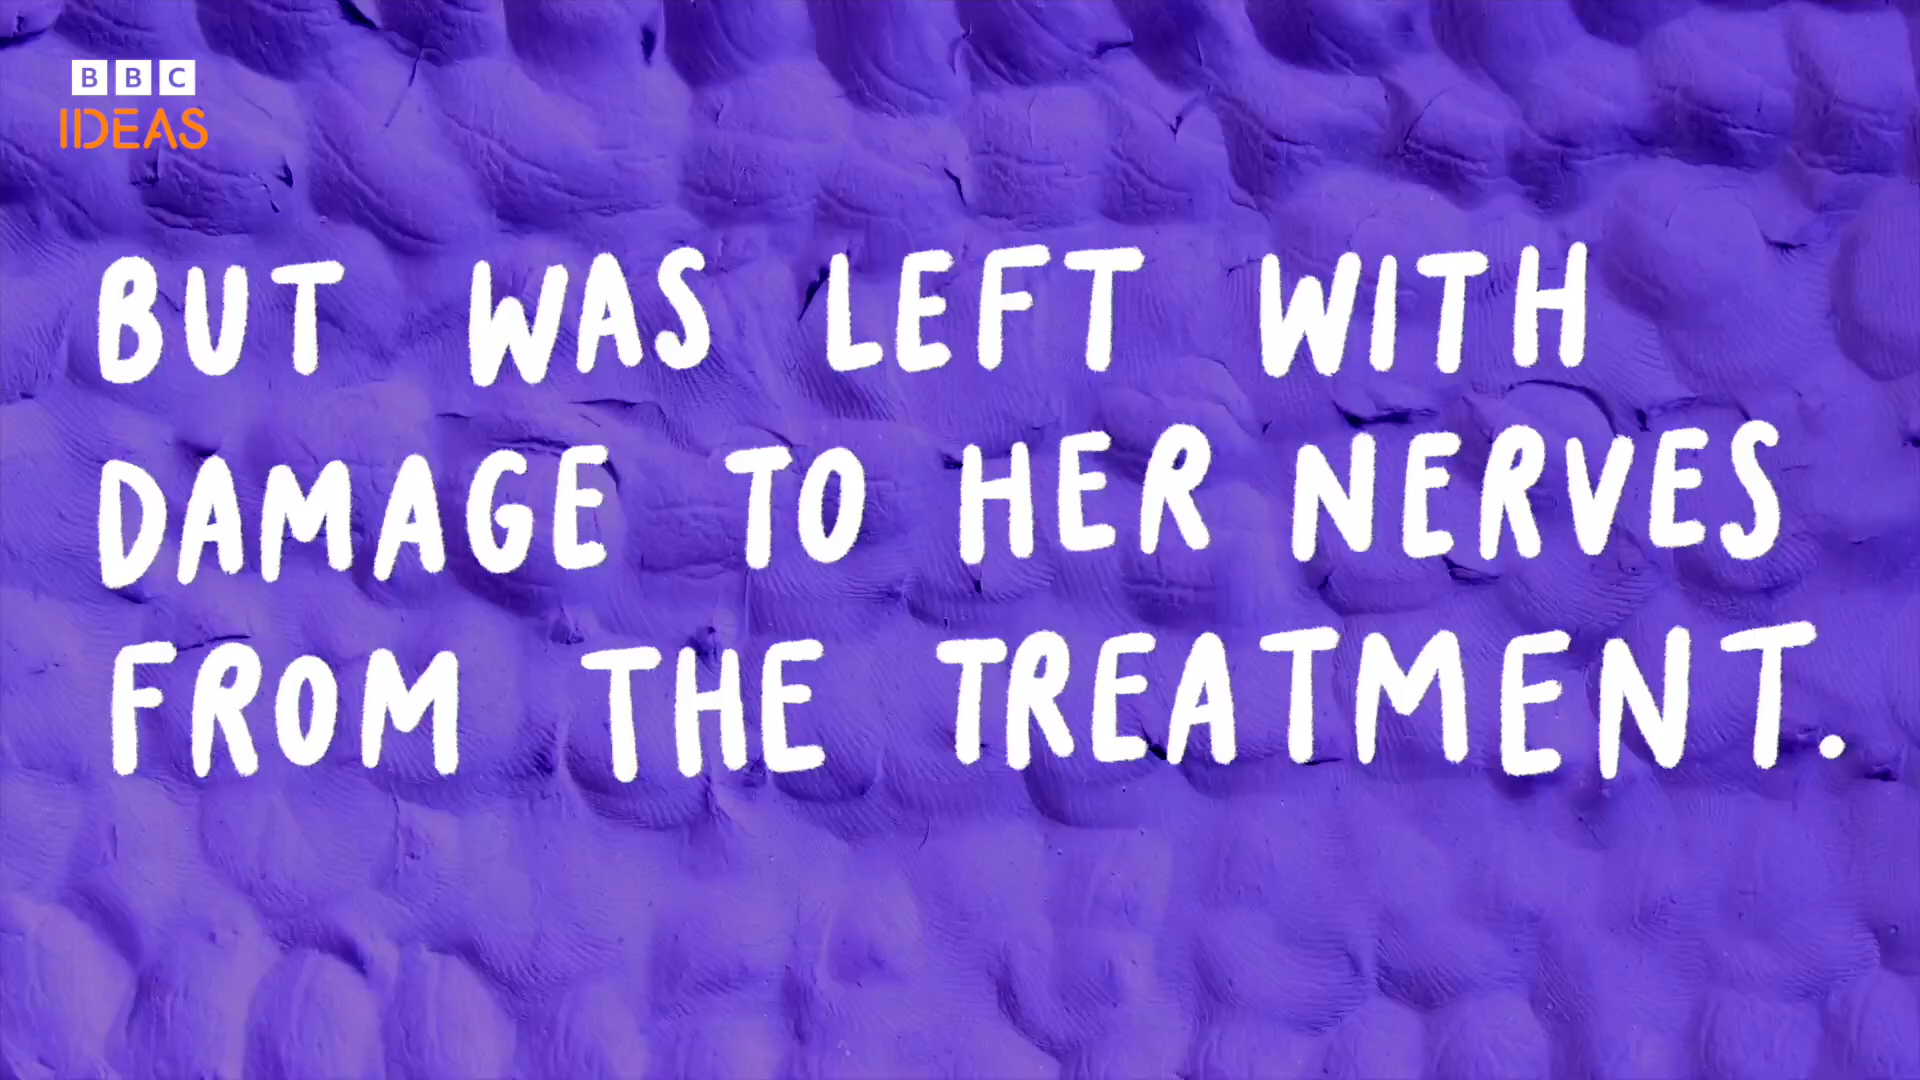 BBC
IDEAS
BUT WAS LEFT WITH
DAMAGE TO HER NERVES
FROM THE TREATMENT.